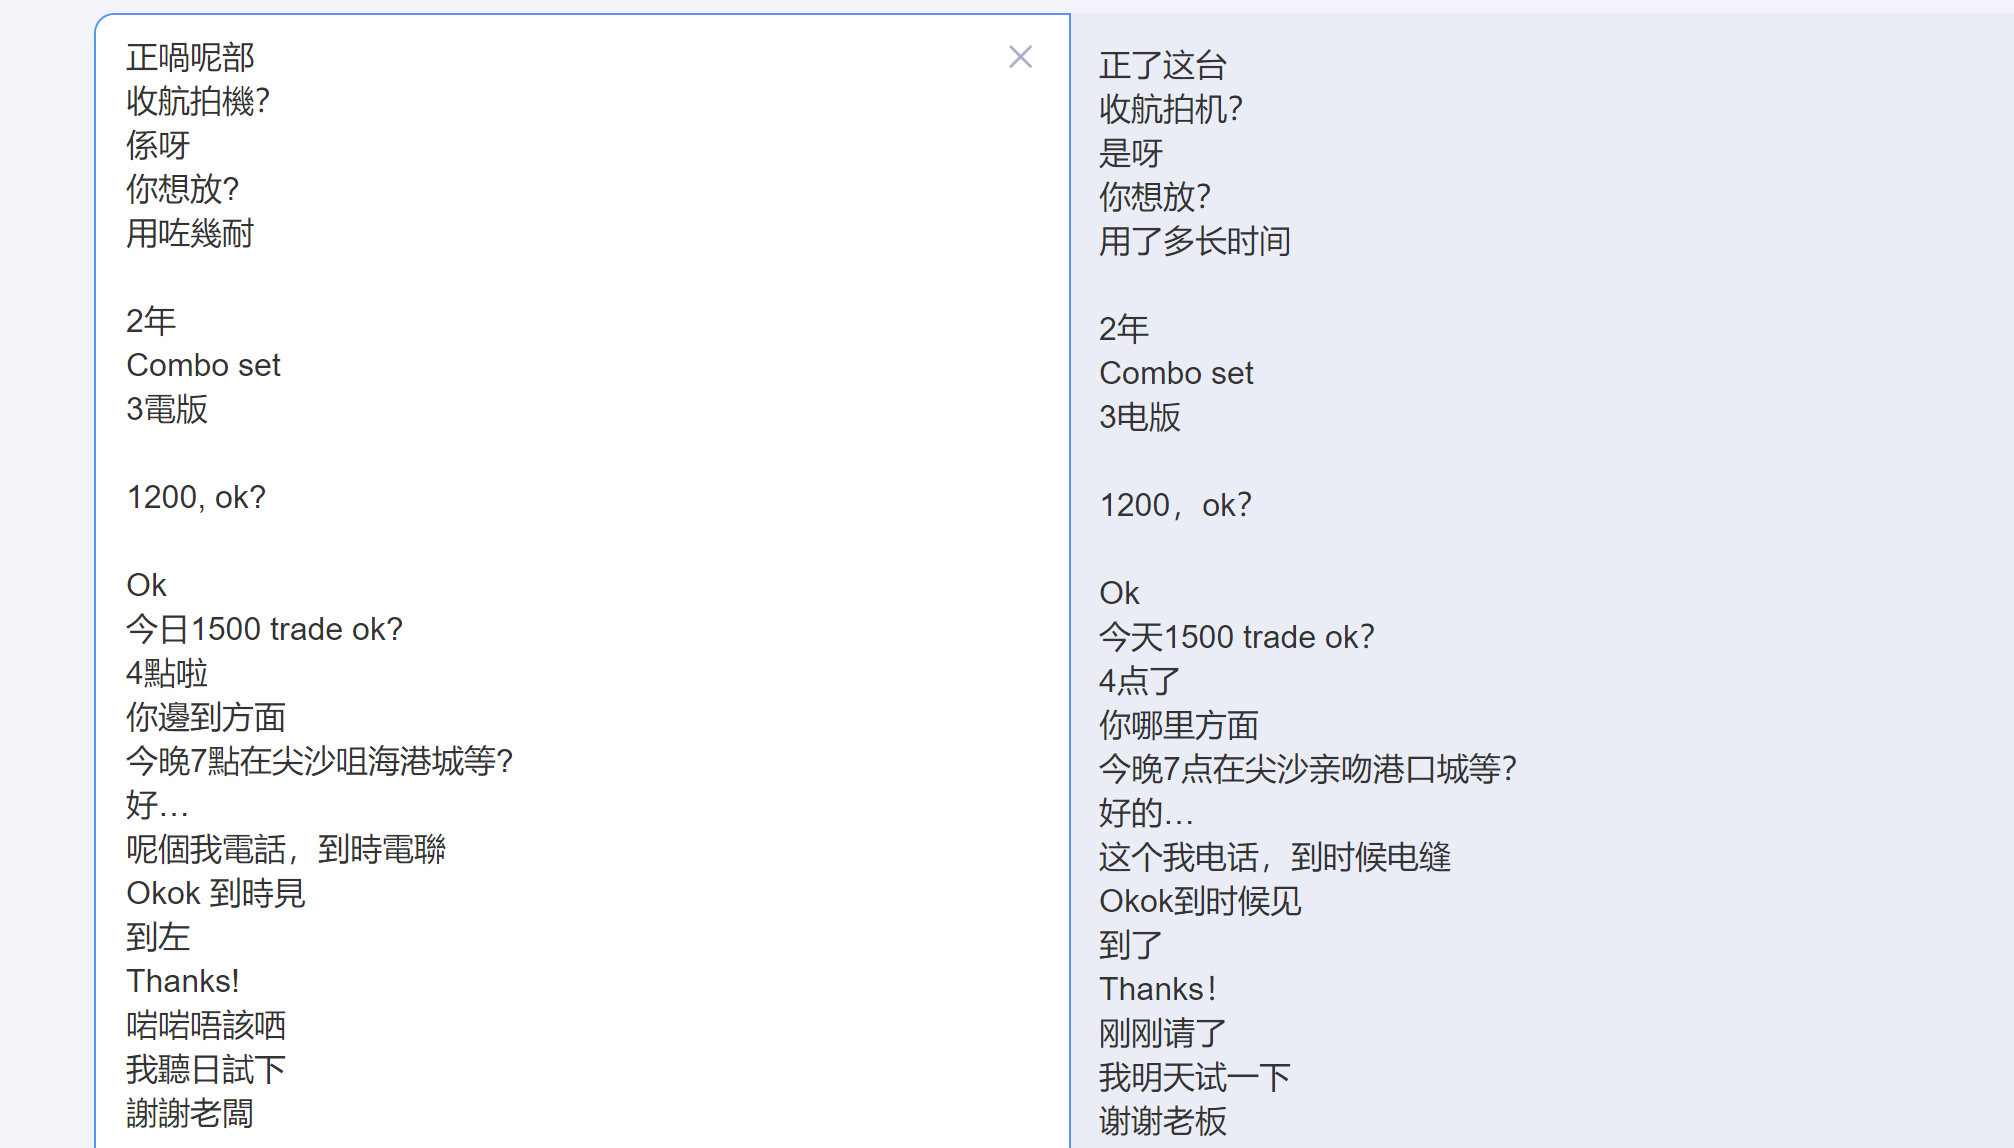 正喎呢部
收航拍機？
係呀
你想放？
用咗幾耐
2年
Combo set
3電版
1200, ok?
Ok
今日1500 trade ok?
4點啦
你邊到方面
今晚7點在尖沙咀海港城等?
好…
呢個我電話，到時電聯
Okok 到時見
到左
Thanks!
啱啱唔該哂
我聽日試下
謝謝老闆
正了这台
收航拍机？
是呀
你想放？
用了多长时间
2年
Combo set
3电版
1200，ok？
Ok
今天1500 trade ok？
4点了
你哪里方面
今晚7点在尖沙亲吻港口城等？
好的…
这个我电话，到时候电缝
Okok到时候见
到了
Thanks！
刚刚请了
我明天试一下
谢谢老板